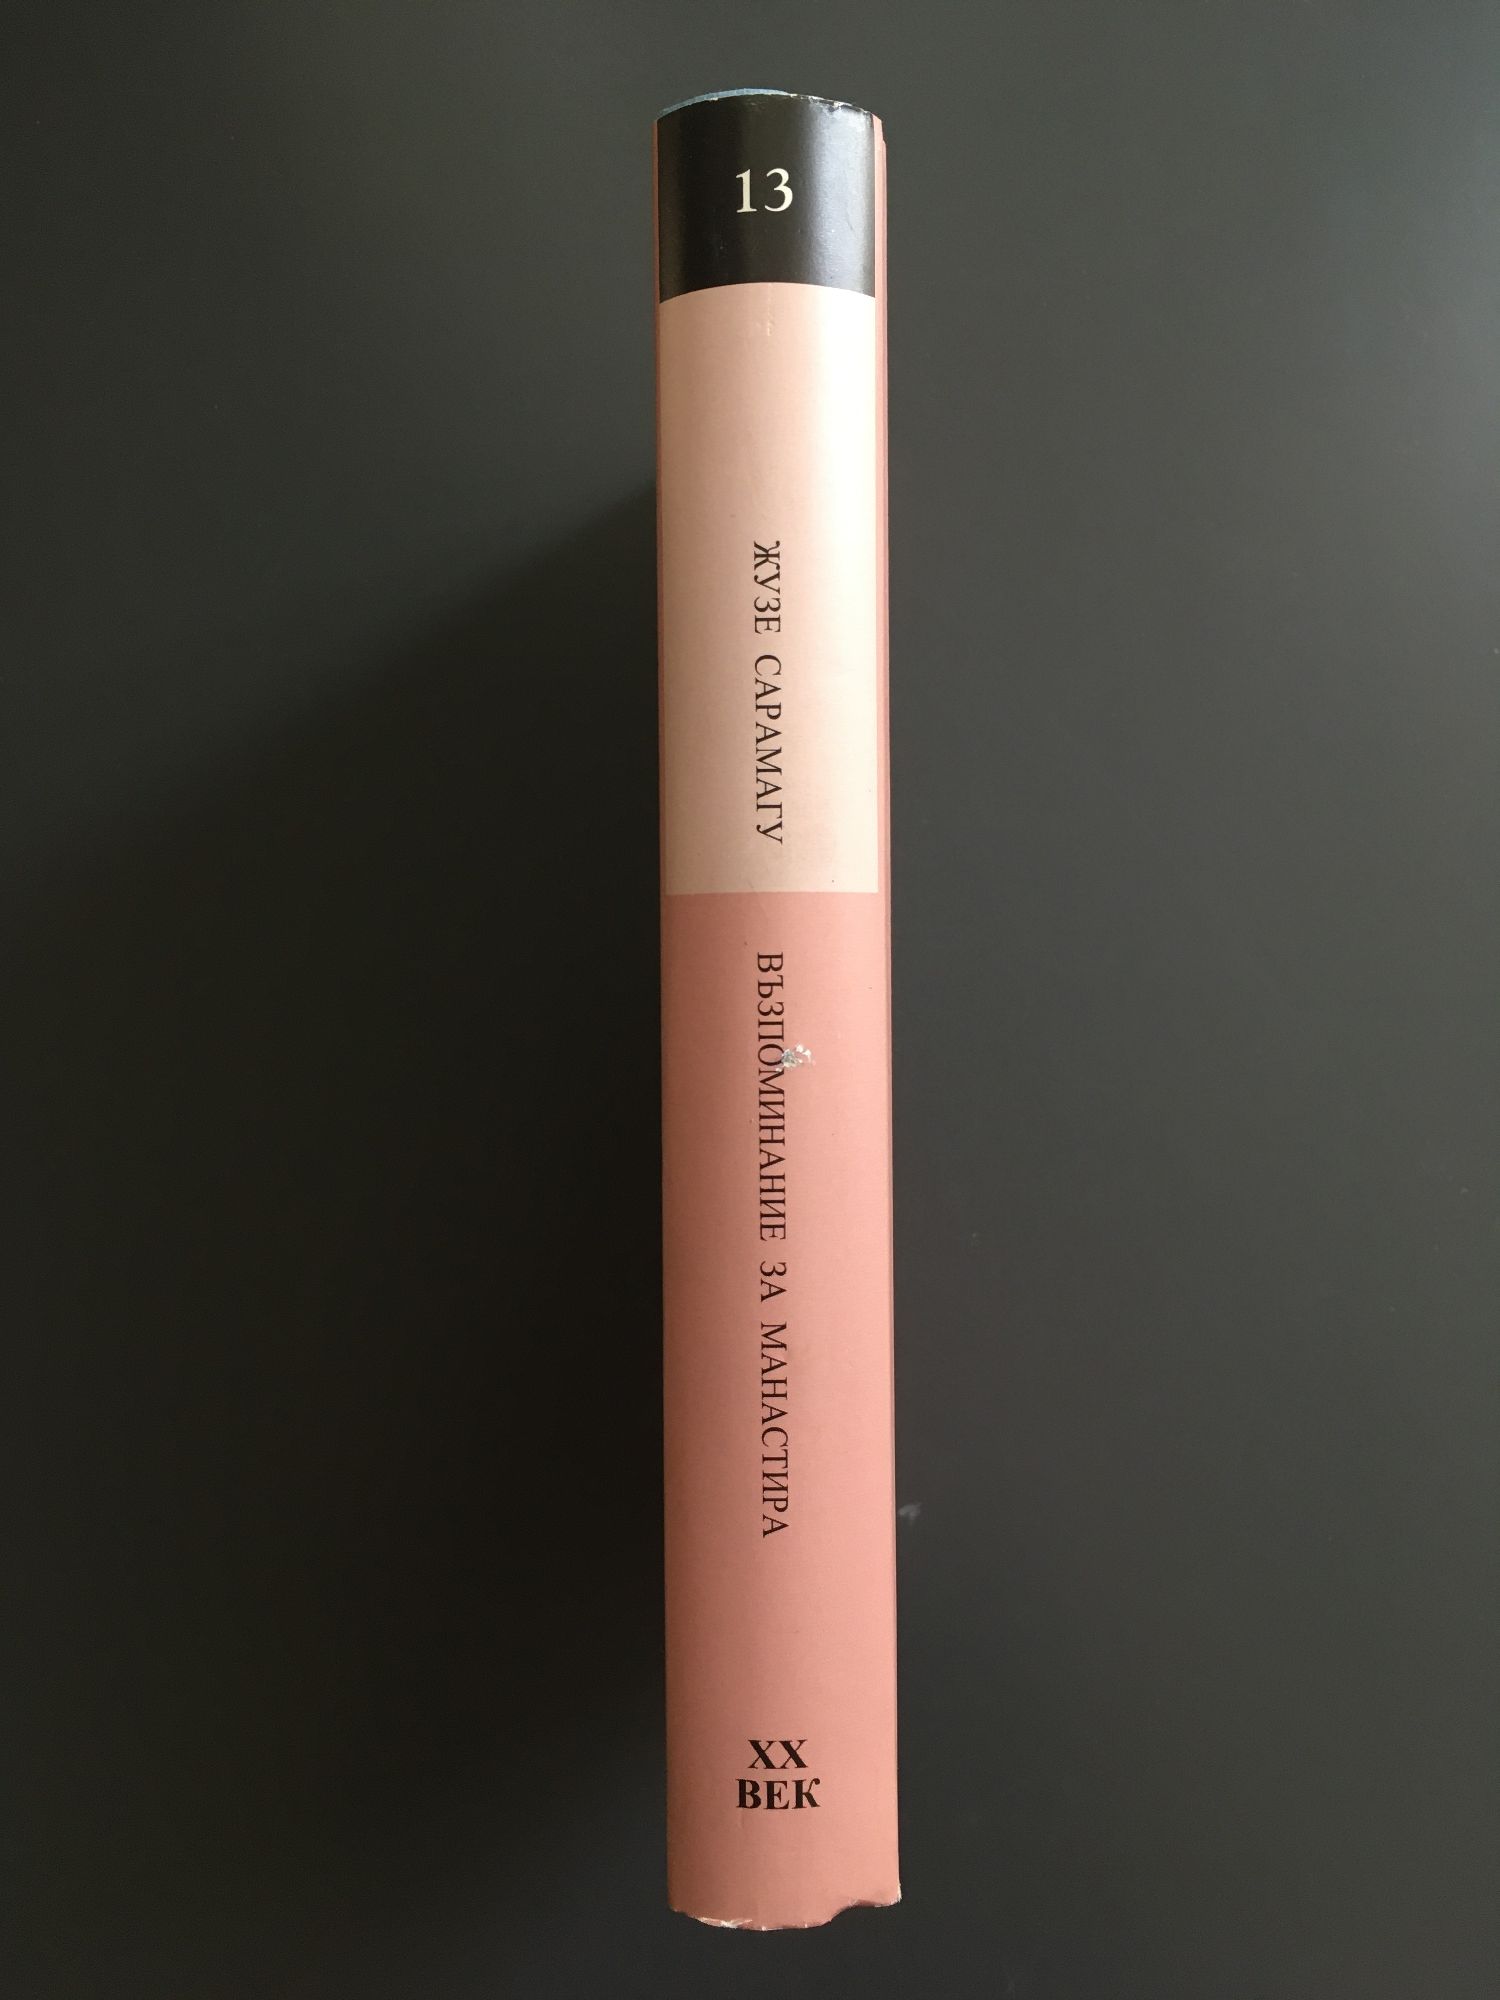 13
ЖУЗЕ САРАМАГУ
ВЪЗПОМИНАНИЕ ЗА МАНАСТИРА
XX
ВЕК